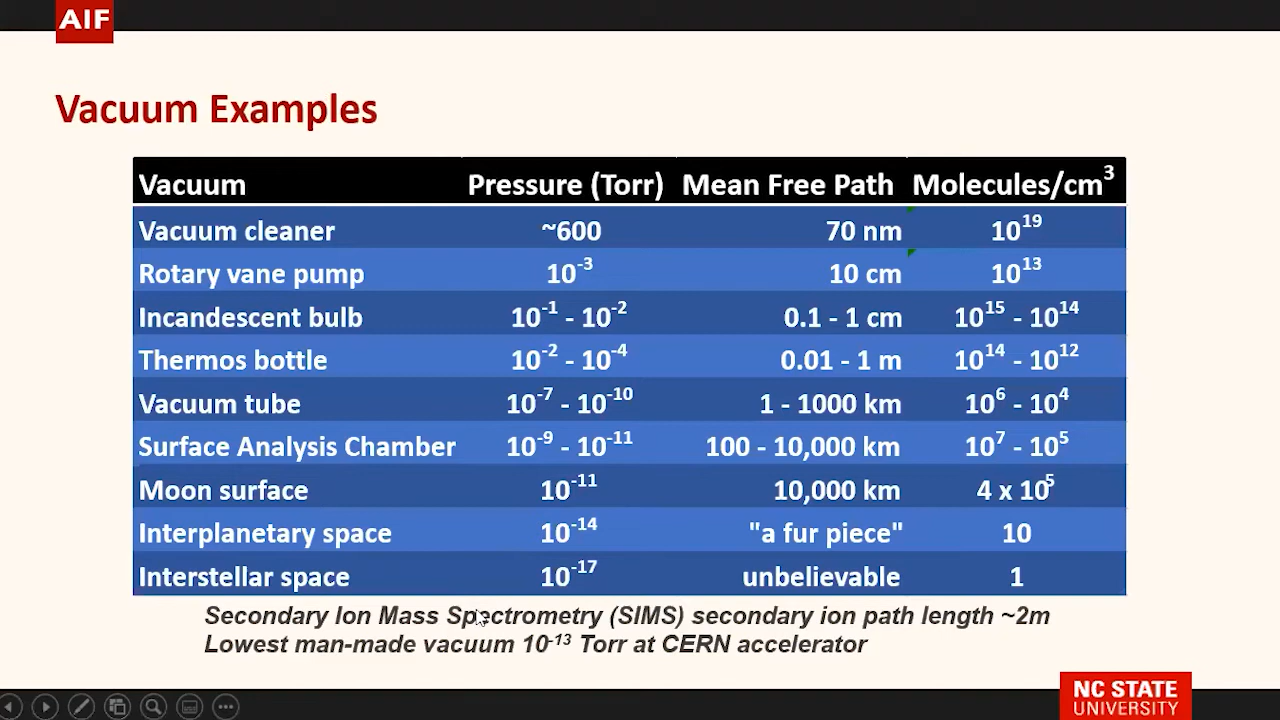 AIF
Vacuum Examples
Vacuum Pressure (Torr) Mean Free Path Molecules/cm³
Vacuum cleaner ~600 70 nm 10¹⁹
Rotary vane pump 10⁻³ 10 cm 10¹³
Incandescent bulb 10⁻¹ - 10⁻² 0.1 - 1 cm 10¹⁵ - 10¹⁴
Thermos bottle 10⁻² - 10⁻⁴ 0.01 - 1 m 10¹⁴ - 10¹²
Vacuum tube 10⁻⁷ - 10⁻¹⁰ 1 - 1000 km 10⁶ - 10⁴
Surface Analysis Chamber 10⁻⁹ - 10⁻¹¹ 100 - 10,000 km 10⁷ - 10⁵
Moon surface 10⁻¹¹ 10,000 km 4 x 10⁵
Interplanetary space 10⁻¹⁴ "a fur piece" 10
Interstellar space 10⁻¹⁷ unbelievable 1
Secondary Ion Mass Spectrometry (SIMS) secondary ion path length ~2m
Lowest man-made vacuum 10⁻¹³ Torr at CERN accelerator
NC STATE
UNIVERSITY